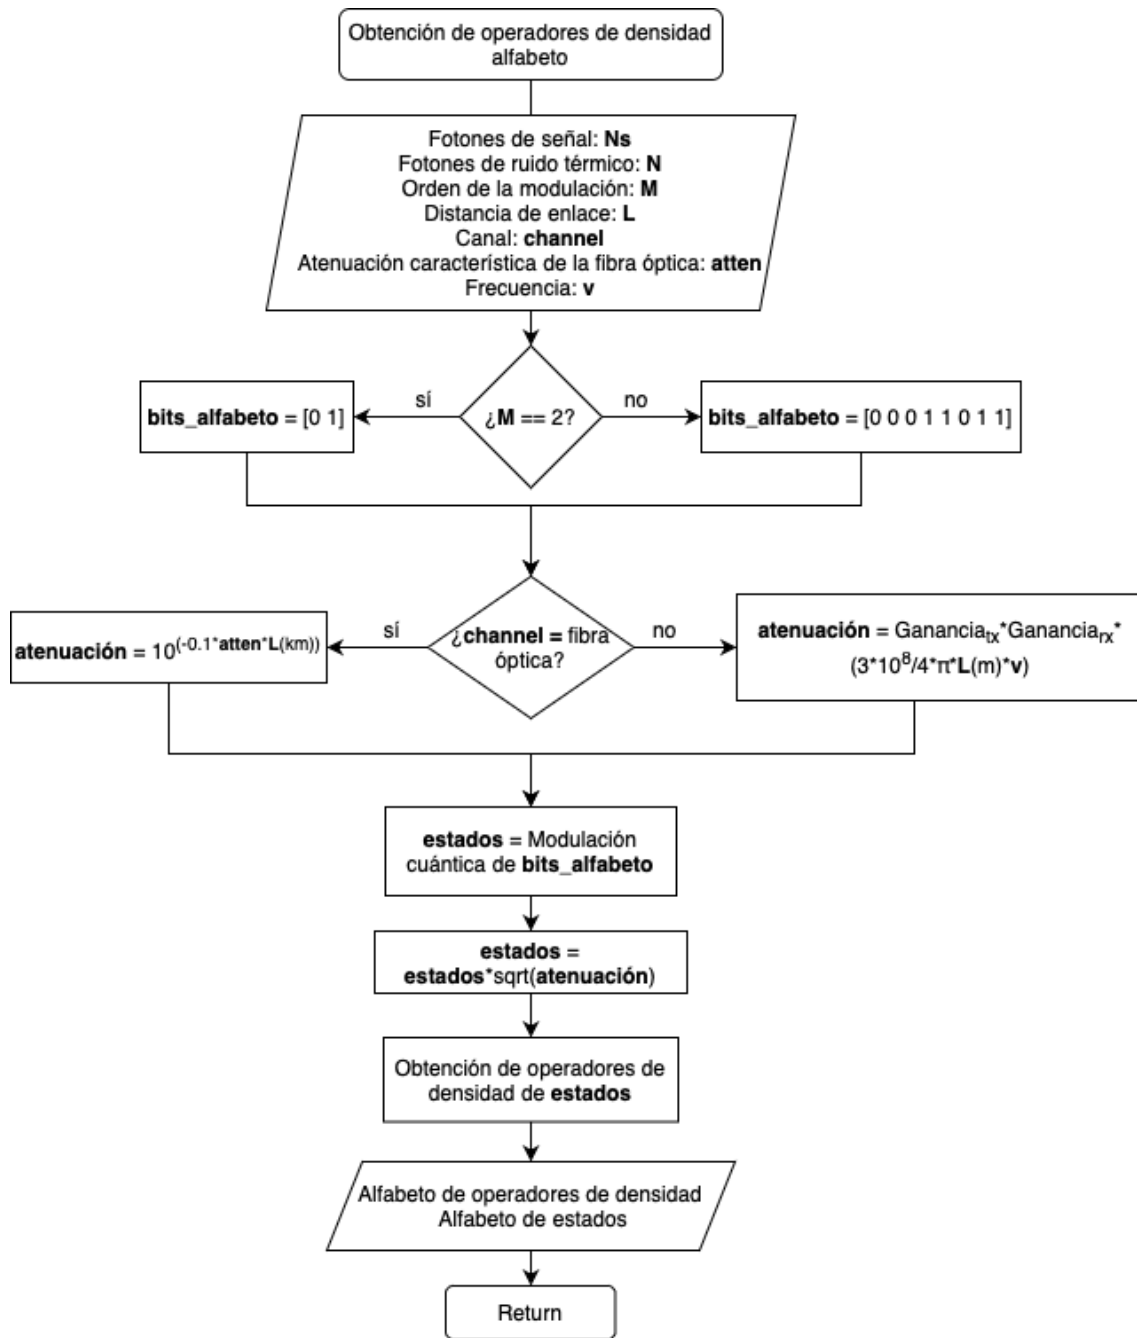 Obtención de operadores de densidad
alfabeto
Fotones de señal: Ns
Fotones de ruido térmico: N
Orden de la modulación: M
Distancia de enlace: L
Canal: channel
Atenuación característica de la fibra óptica: atten
Frecuencia: v
¿M == 2?
sí
no
bits_alfabeto = [0 1]
bits_alfabeto = [0 0 0 1 1 0 1 1]
¿channel = fibra
óptica?
sí
no
atenuación = 10^(-0.1*atten*L(km))
atenuación = Ganancia_tx*Ganancia_rx*
(3*10^8/4*π*L(m)*v)
estados = Modulación
cuántica de bits_alfabeto
estados =
estados*sqrt(atenuación)
Obtención de operadores de
densidad de estados
Alfabeto de operadores de densidad
Alfabeto de estados
Return